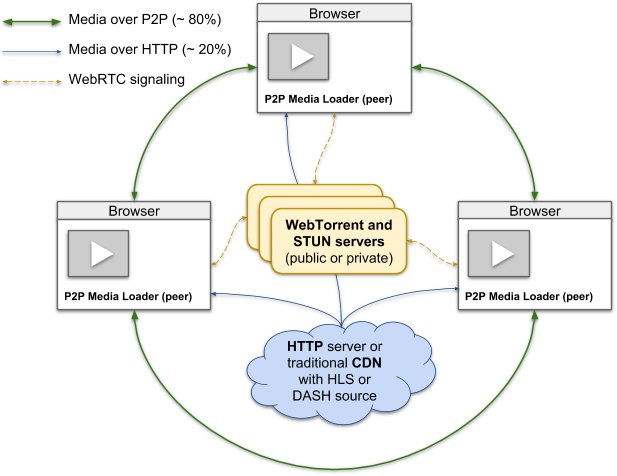 Media over P2P (~ 80%)
Media over HTTP (~ 20%)
WebRTC signaling
Browser
P2P Media Loader (peer)
Browser
P2P Media Loader (peer)
WebTorrent and
STUN servers
(public or private)
Browser
P2P Media Loader (peer)
HTTP server or
traditional CDN
with HLS or
DASH source